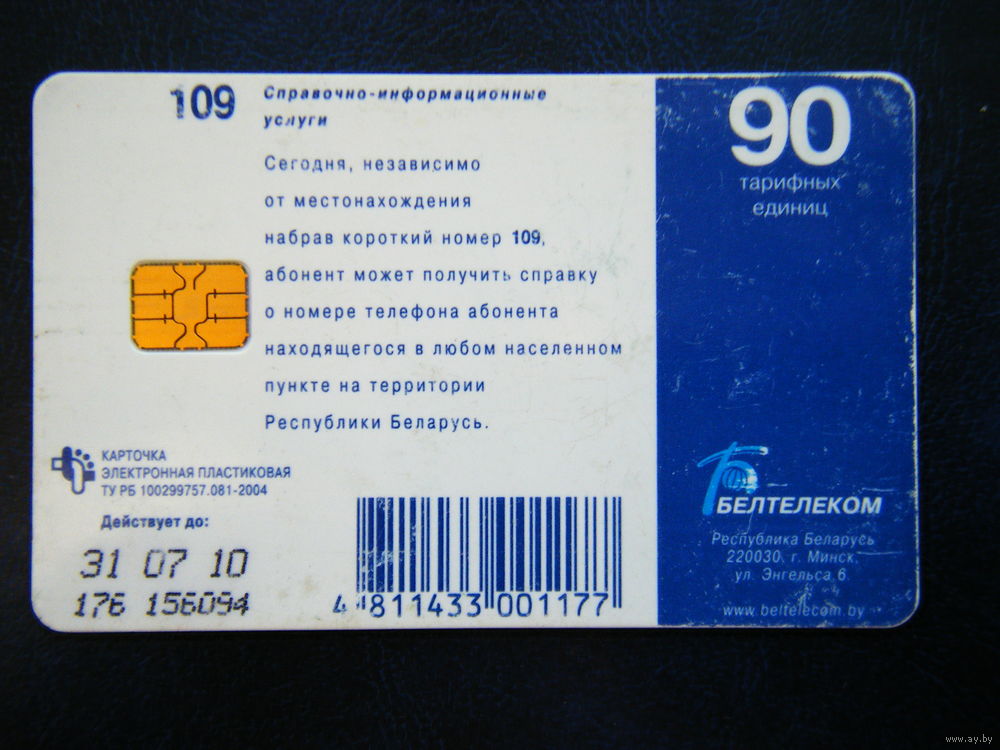 109 Справочно-информационные
услуги
Сегодня, независимо
от местонахождения
набрав короткий номер 109,
абонент может получить справку
о номере телефона абонента
находящегося в любом населенном
пункте на территории
Республики Беларусь.
КАРТОЧКА
ЭЛЕКТРОННАЯ ПЛАСТИКОВАЯ
ТУ РБ 100299757.081-2004
Действует до:
31 07 10
176 156094
4 811433 001177
90
тарифных
единиц
БЕЛТЕЛЕКОМ
Республика Беларусь
220030, г. Минск,
ул. Энгельса 6.
www.beltelecom.by
www.ay.by